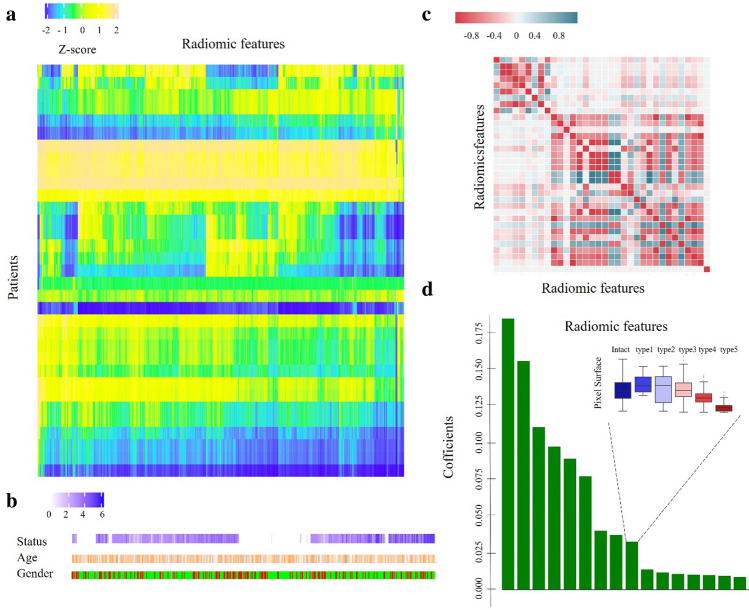 a
-2 -1 0 1 2
Z-score
Radiomic features
Patients
b
0 2 4 6
Status
Age
Gender
c
-0.8 -0.4 0 0.4 0.8
Radiomicsfeatures
Radiomic features
d
Radiomic features
Cofficients
0.175
0.150
0.125
0.100
0.075
0.050
0.025
0.000
Intact type1 type2 type3 type4 type5
Pixel Surface